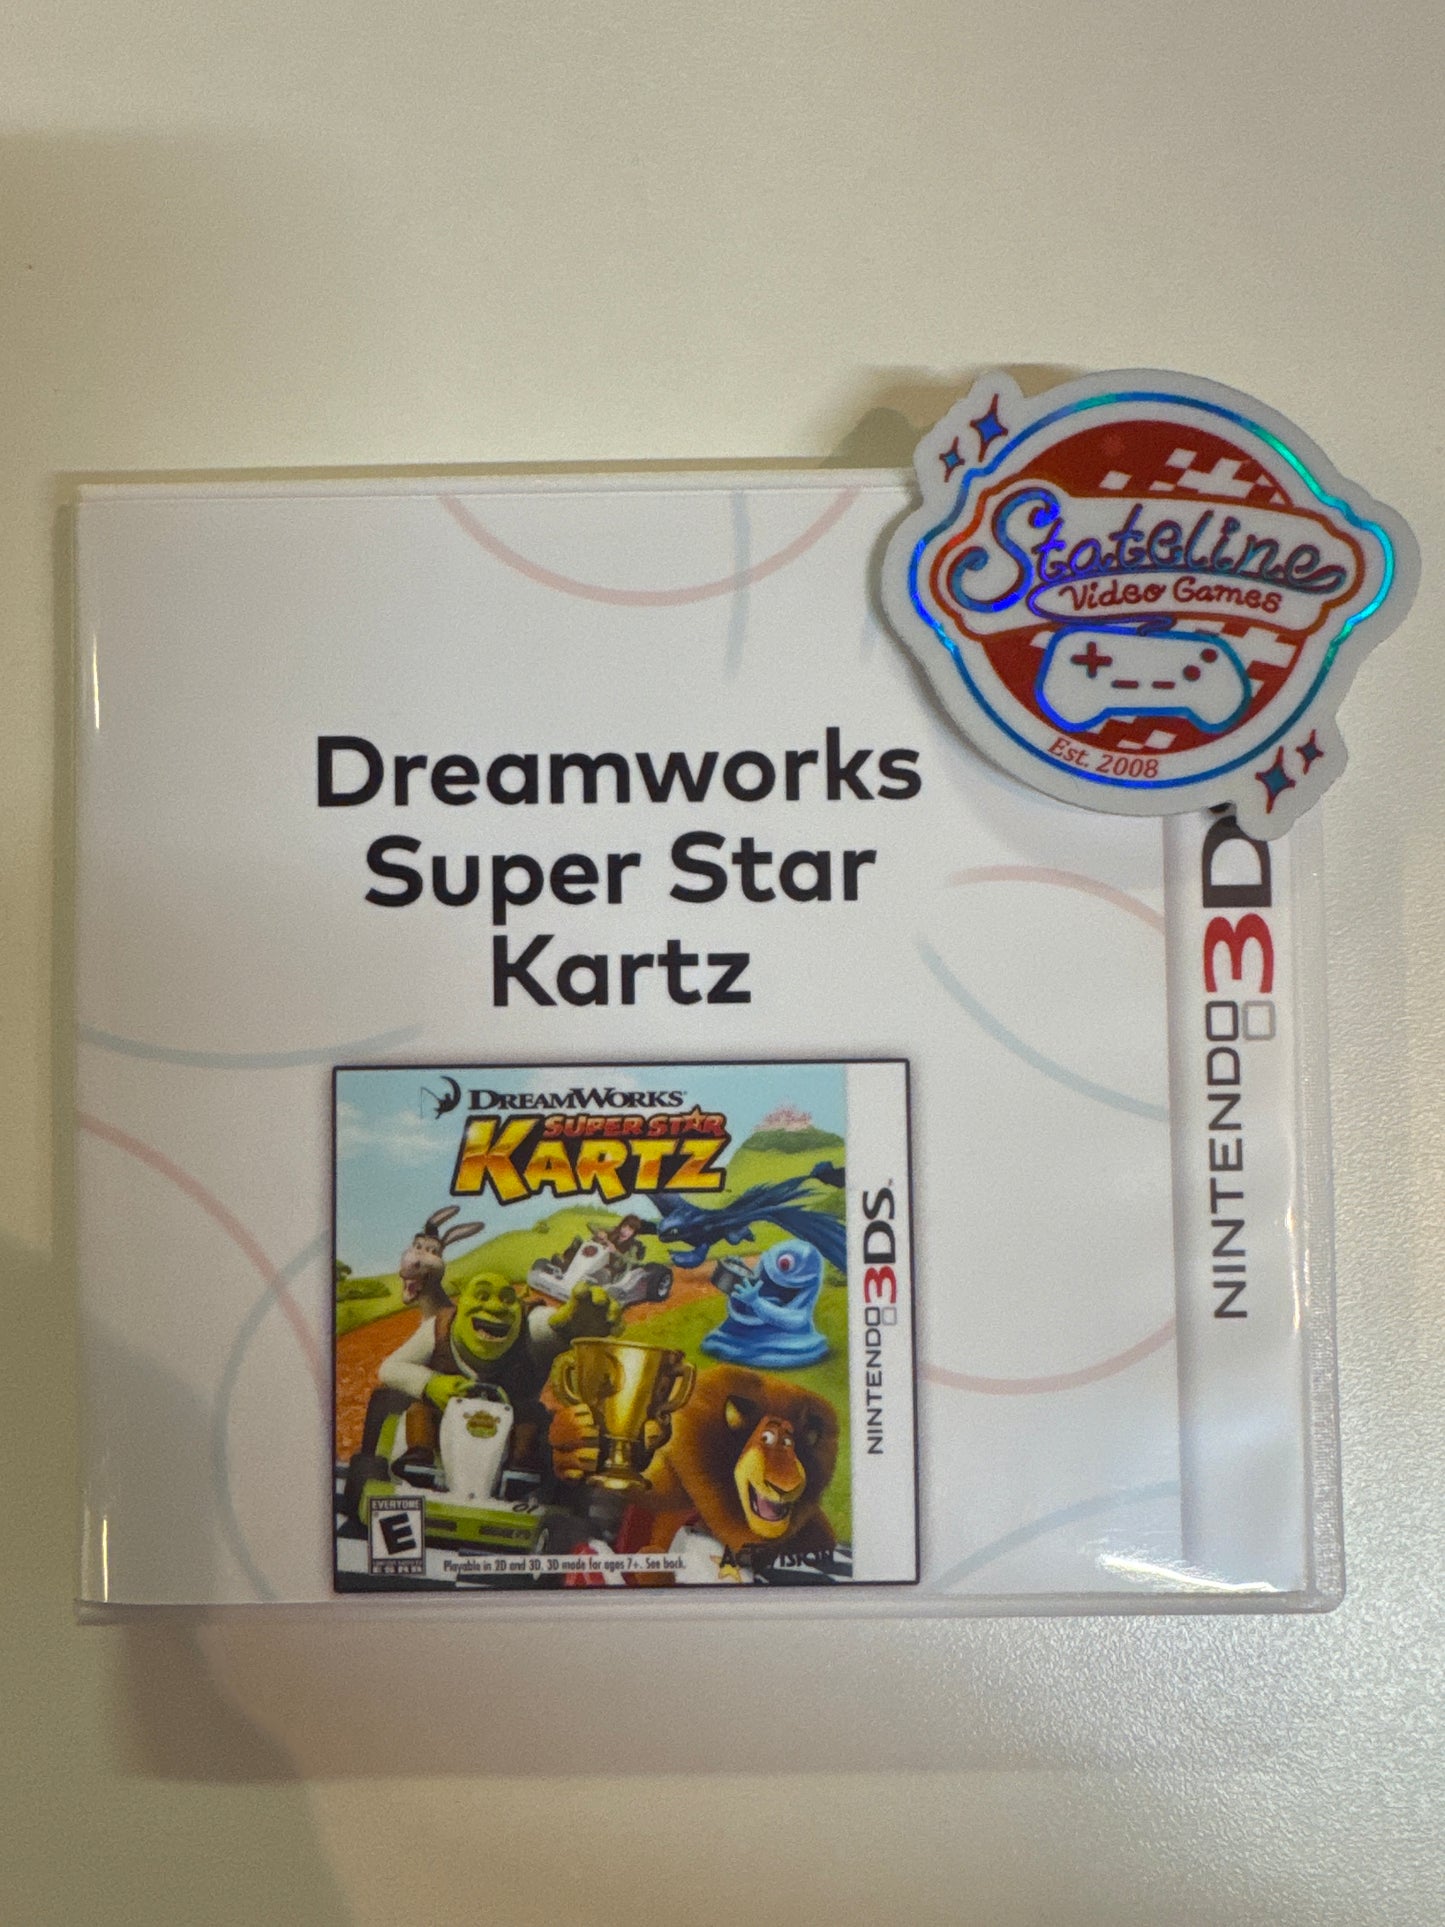 Stateline
Video Games
Est. 2008
Dreamworks
Super Star
Kartz
NINTENDO 3DS
DREAMWORKS
SUPER STAR
KARTZ
NINTENDO 3DS
EVERYONE
E
Playable in 2D and 3D. 3D mode for ages 7+. See back.
ACTIVISION